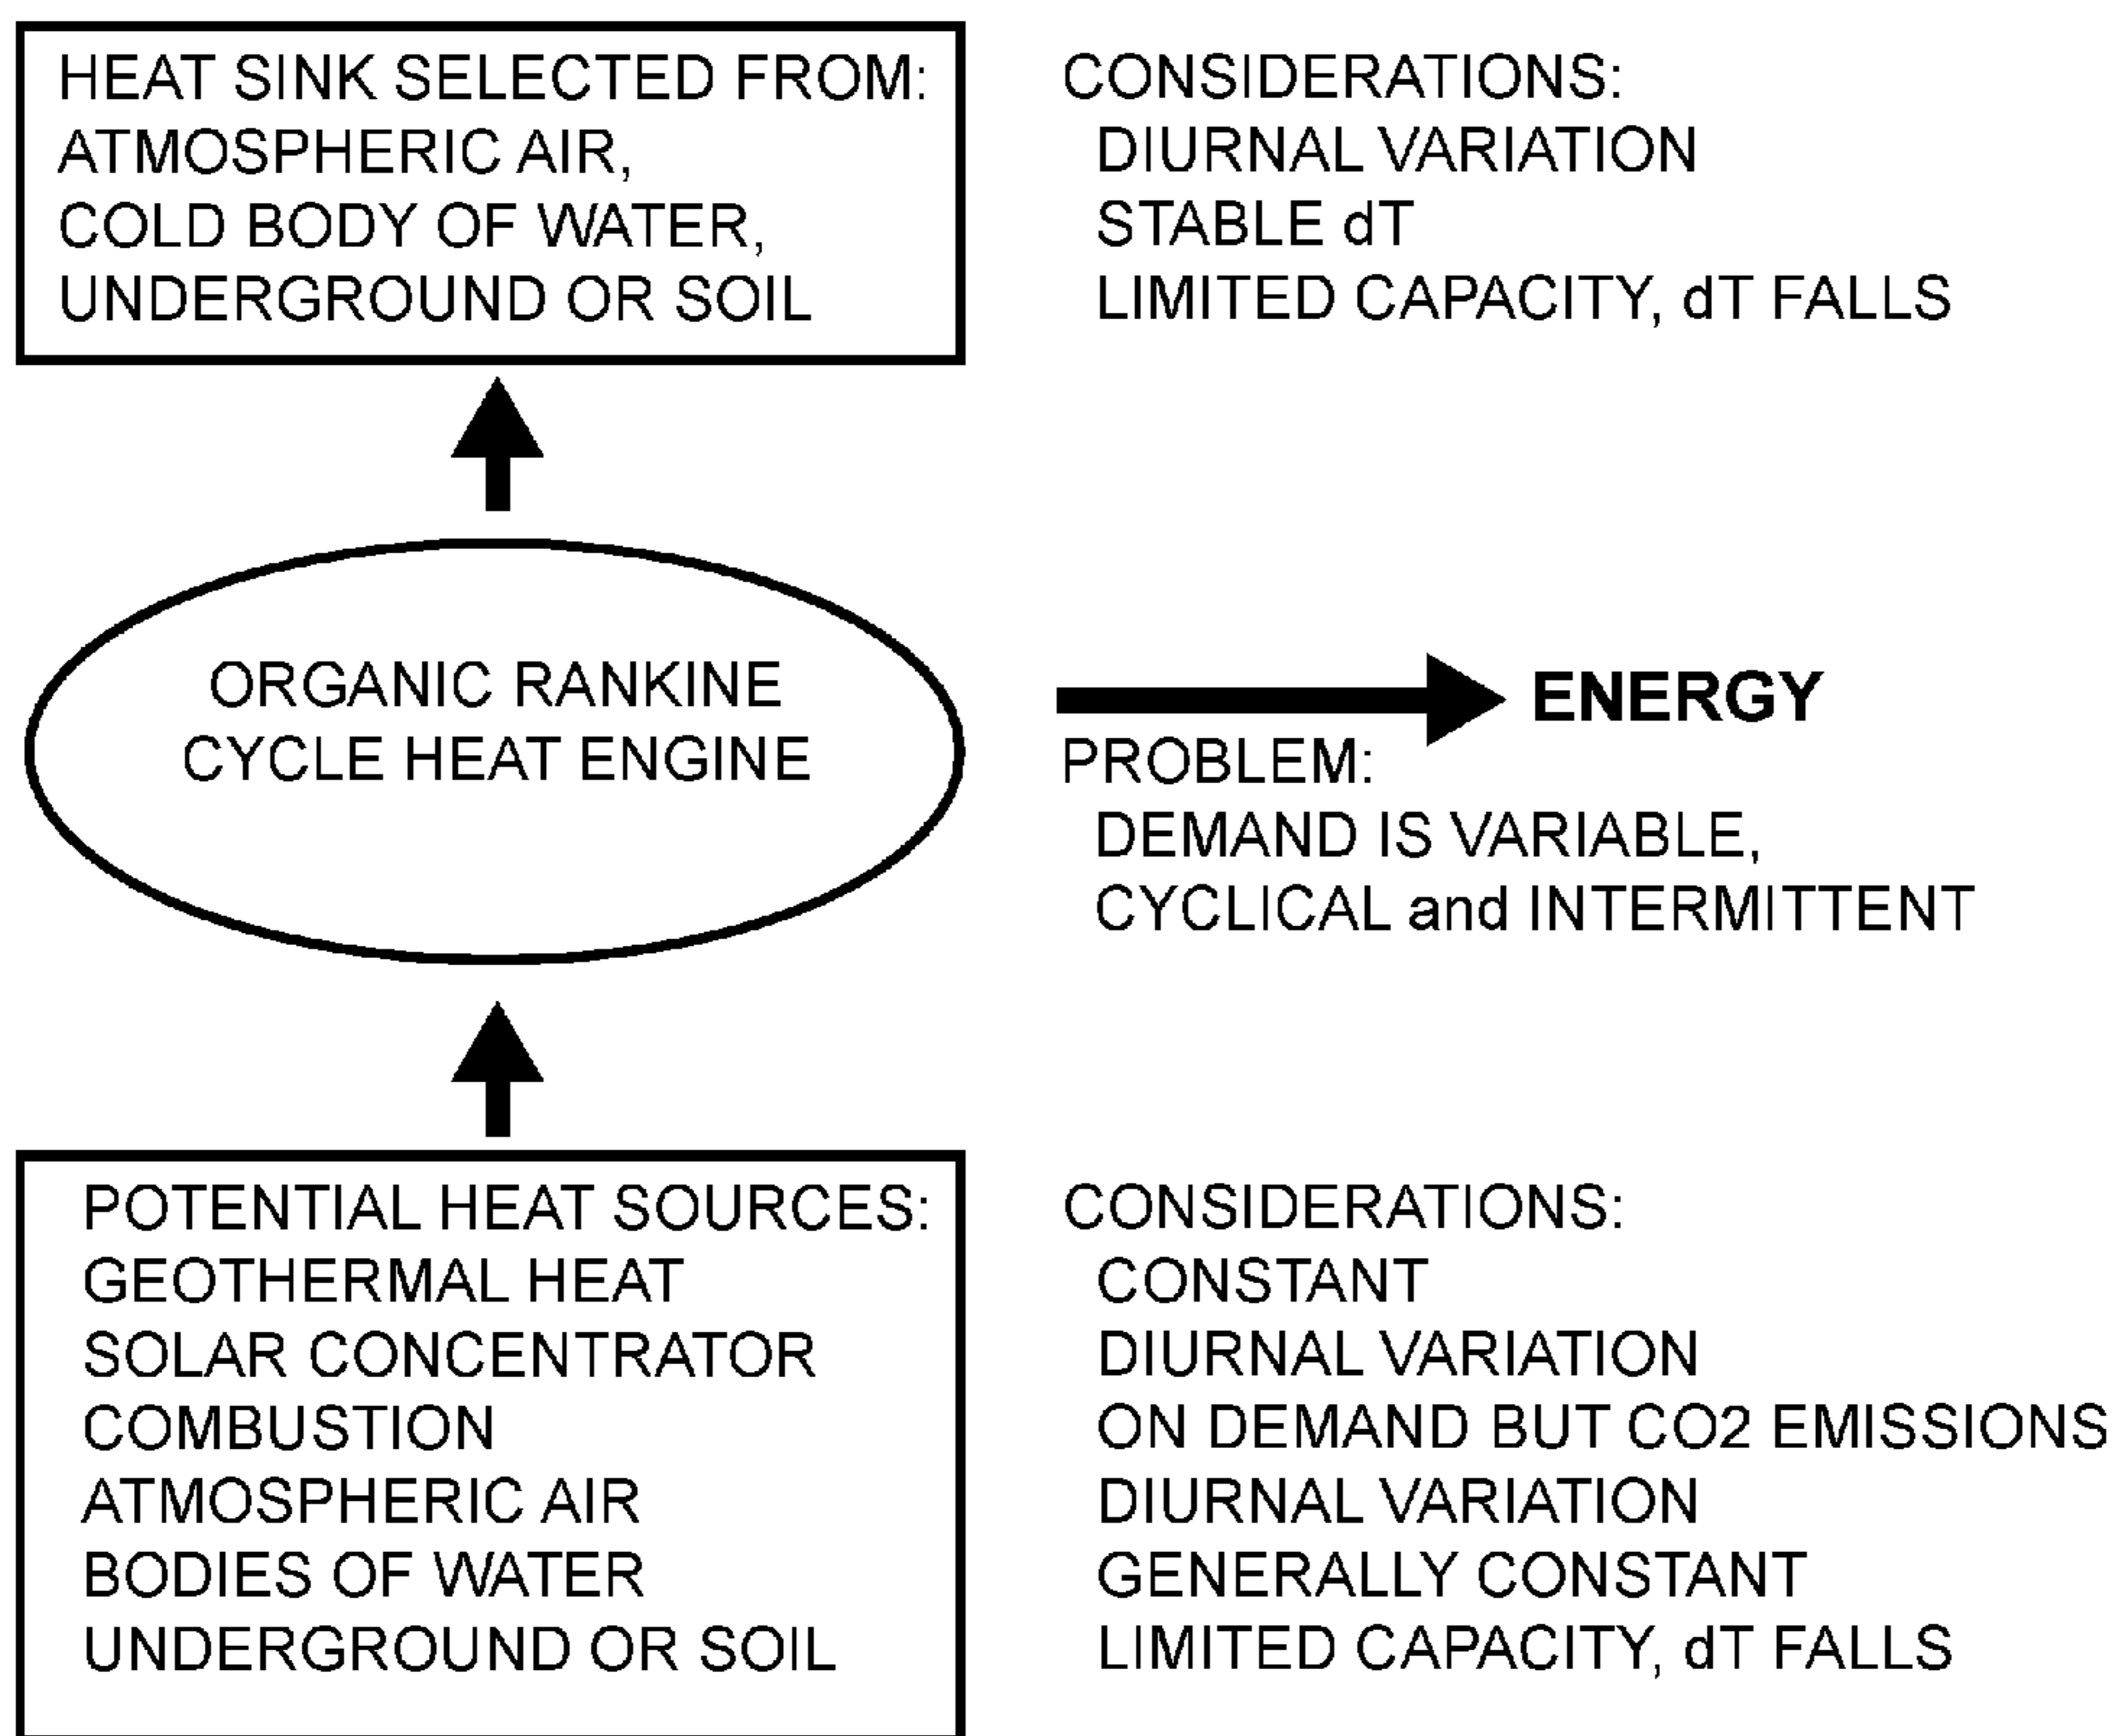 HEAT SINK SELECTED FROM:
ATMOSPHERIC AIR,
COLD BODY OF WATER,
UNDERGROUND OR SOIL
CONSIDERATIONS:
DIURNAL VARIATION
STABLE dT
LIMITED CAPACITY, dT FALLS
ORGANIC RANKINE
CYCLE HEAT ENGINE
ENERGY
PROBLEM:
DEMAND IS VARIABLE,
CYCLICAL and INTERMITTENT
POTENTIAL HEAT SOURCES:
GEOTHERMAL HEAT
SOLAR CONCENTRATOR
COMBUSTION
ATMOSPHERIC AIR
BODIES OF WATER
UNDERGROUND OR SOIL
CONSIDERATIONS:
CONSTANT
DIURNAL VARIATION
ON DEMAND BUT CO2 EMISSIONS
DIURNAL VARIATION
GENERALLY CONSTANT
LIMITED CAPACITY, dT FALLS